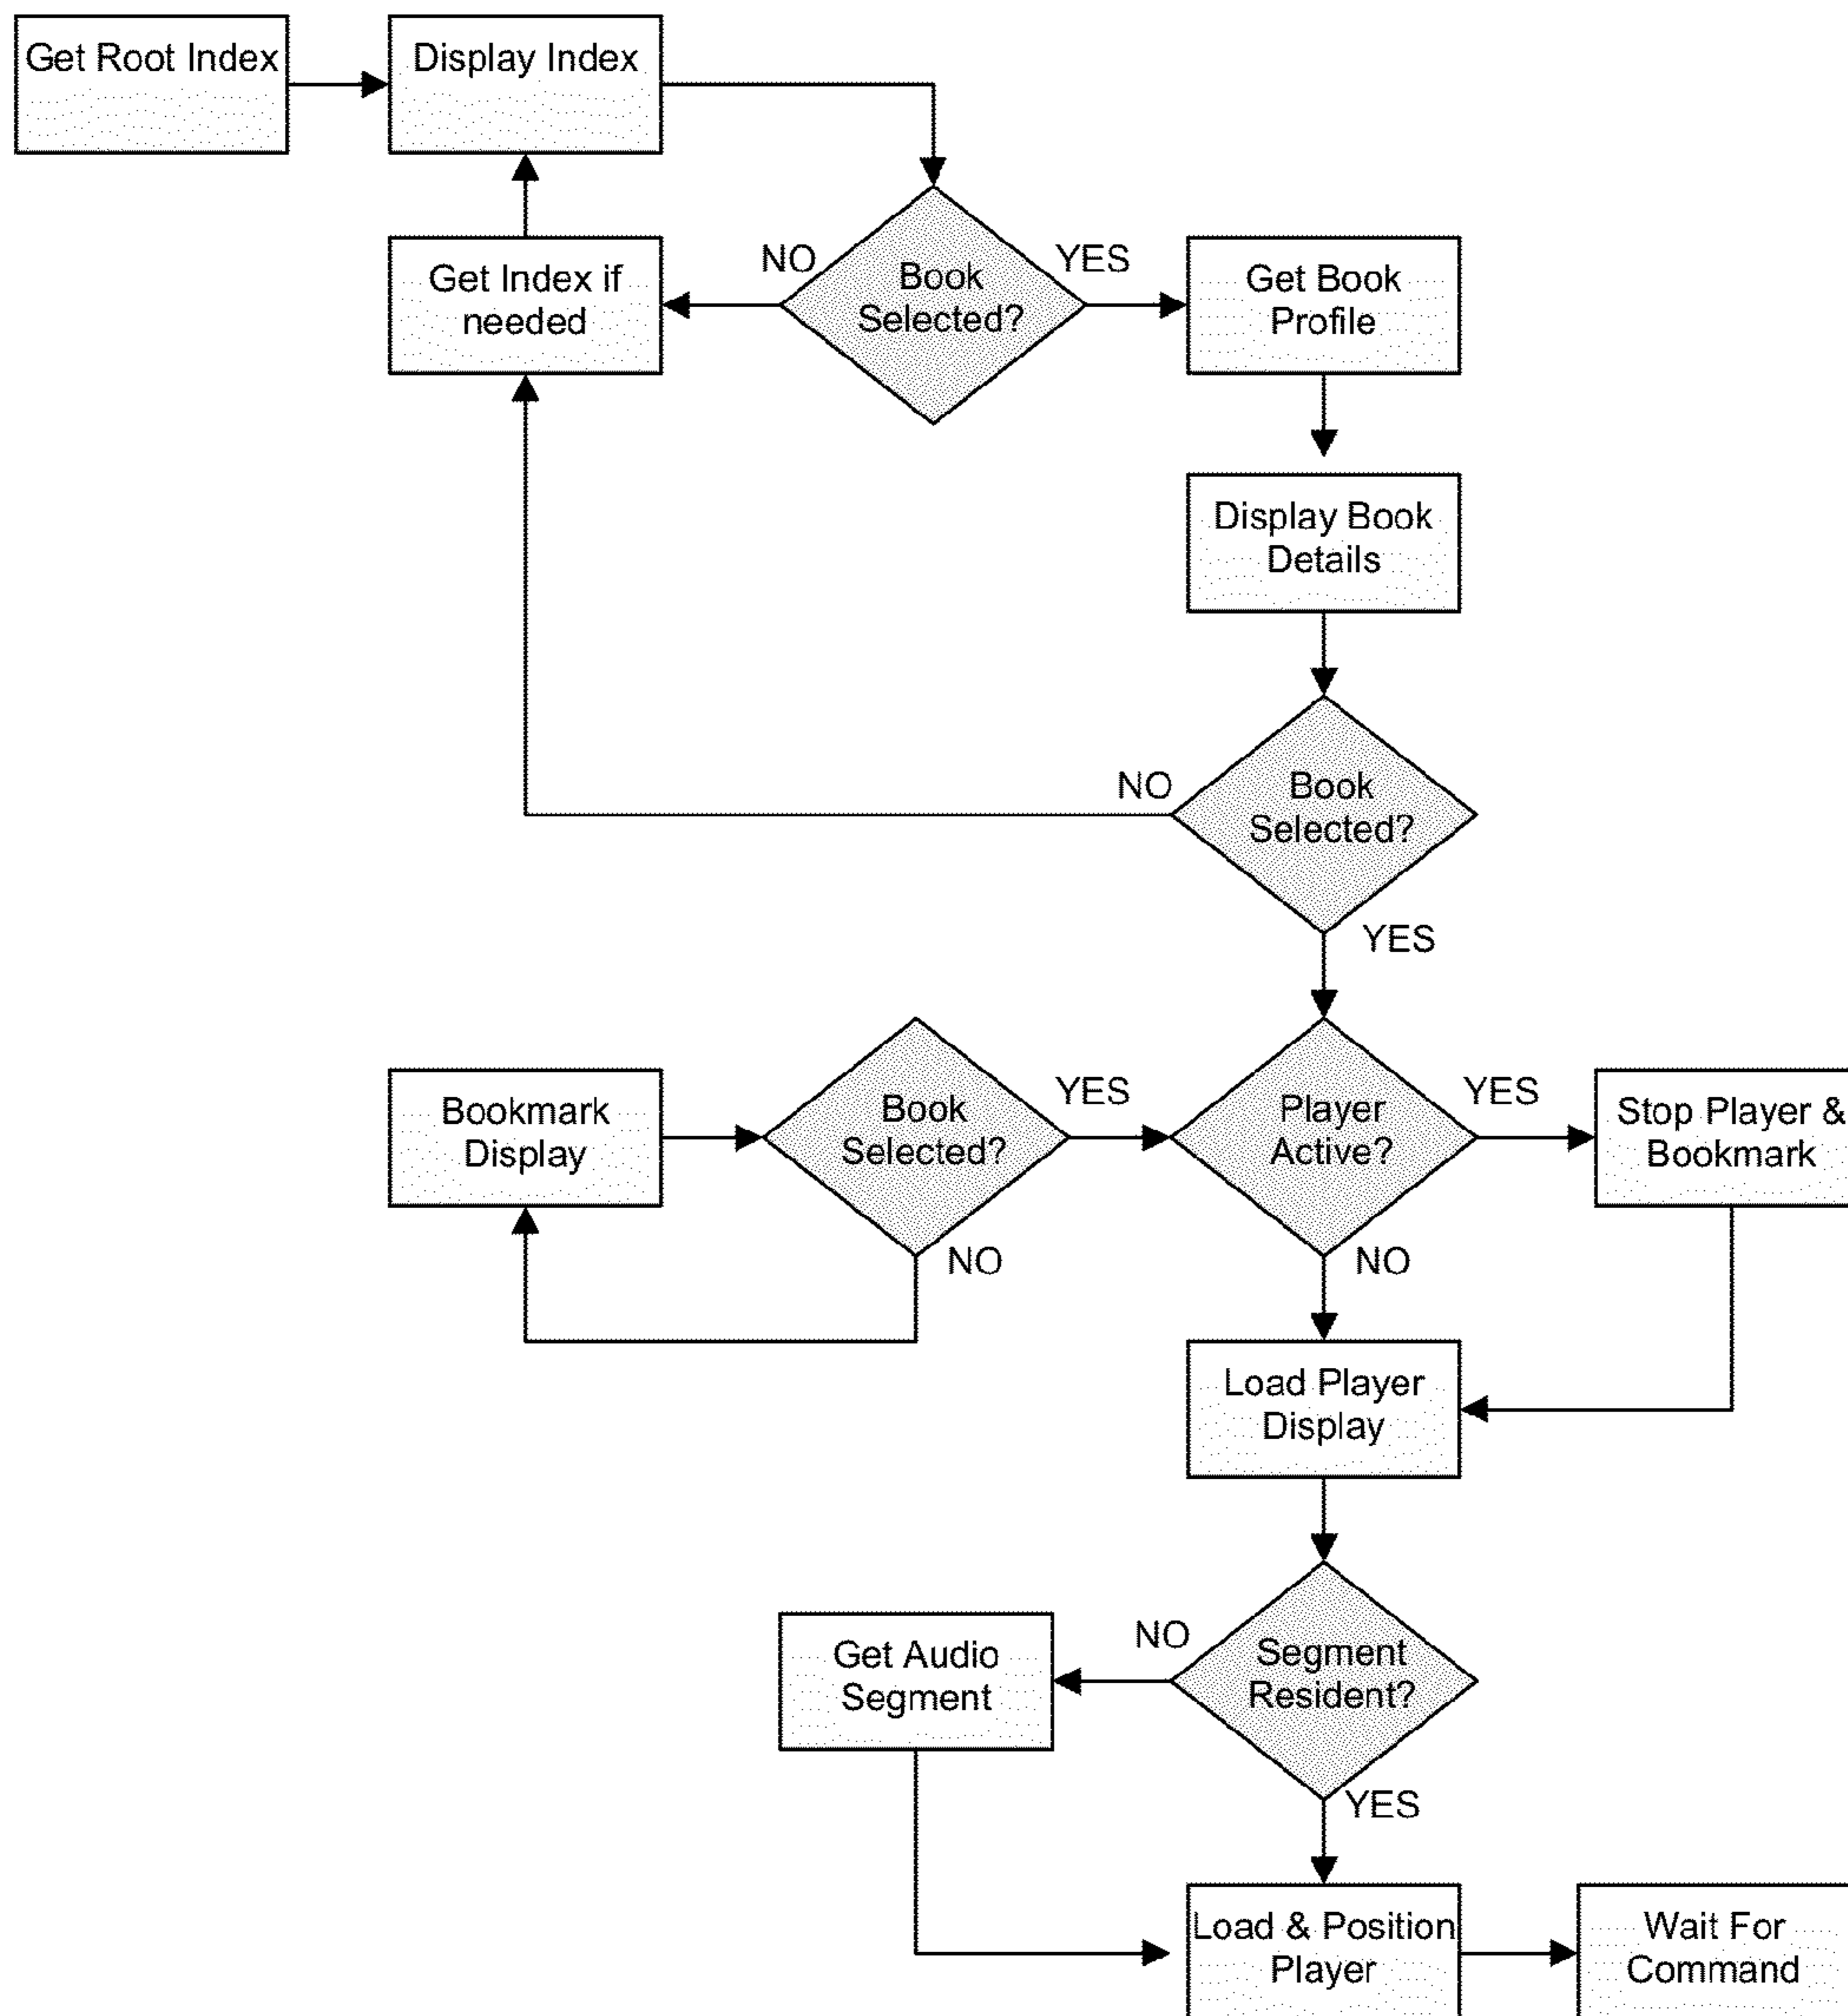 Get Root Index
Display Index
NO
YES
Get Index if
needed
Book
Selected?
Get Book
Profile
Display Book
Details
NO
Book
Selected?
YES
Bookmark
Display
Book
Selected?
YES
NO
Player
Active?
YES
NO
Stop Player &
Bookmark
Load Player
Display
Get Audio
Segment
NO
Segment
Resident?
YES
Load & Position
Player
Wait For
Command